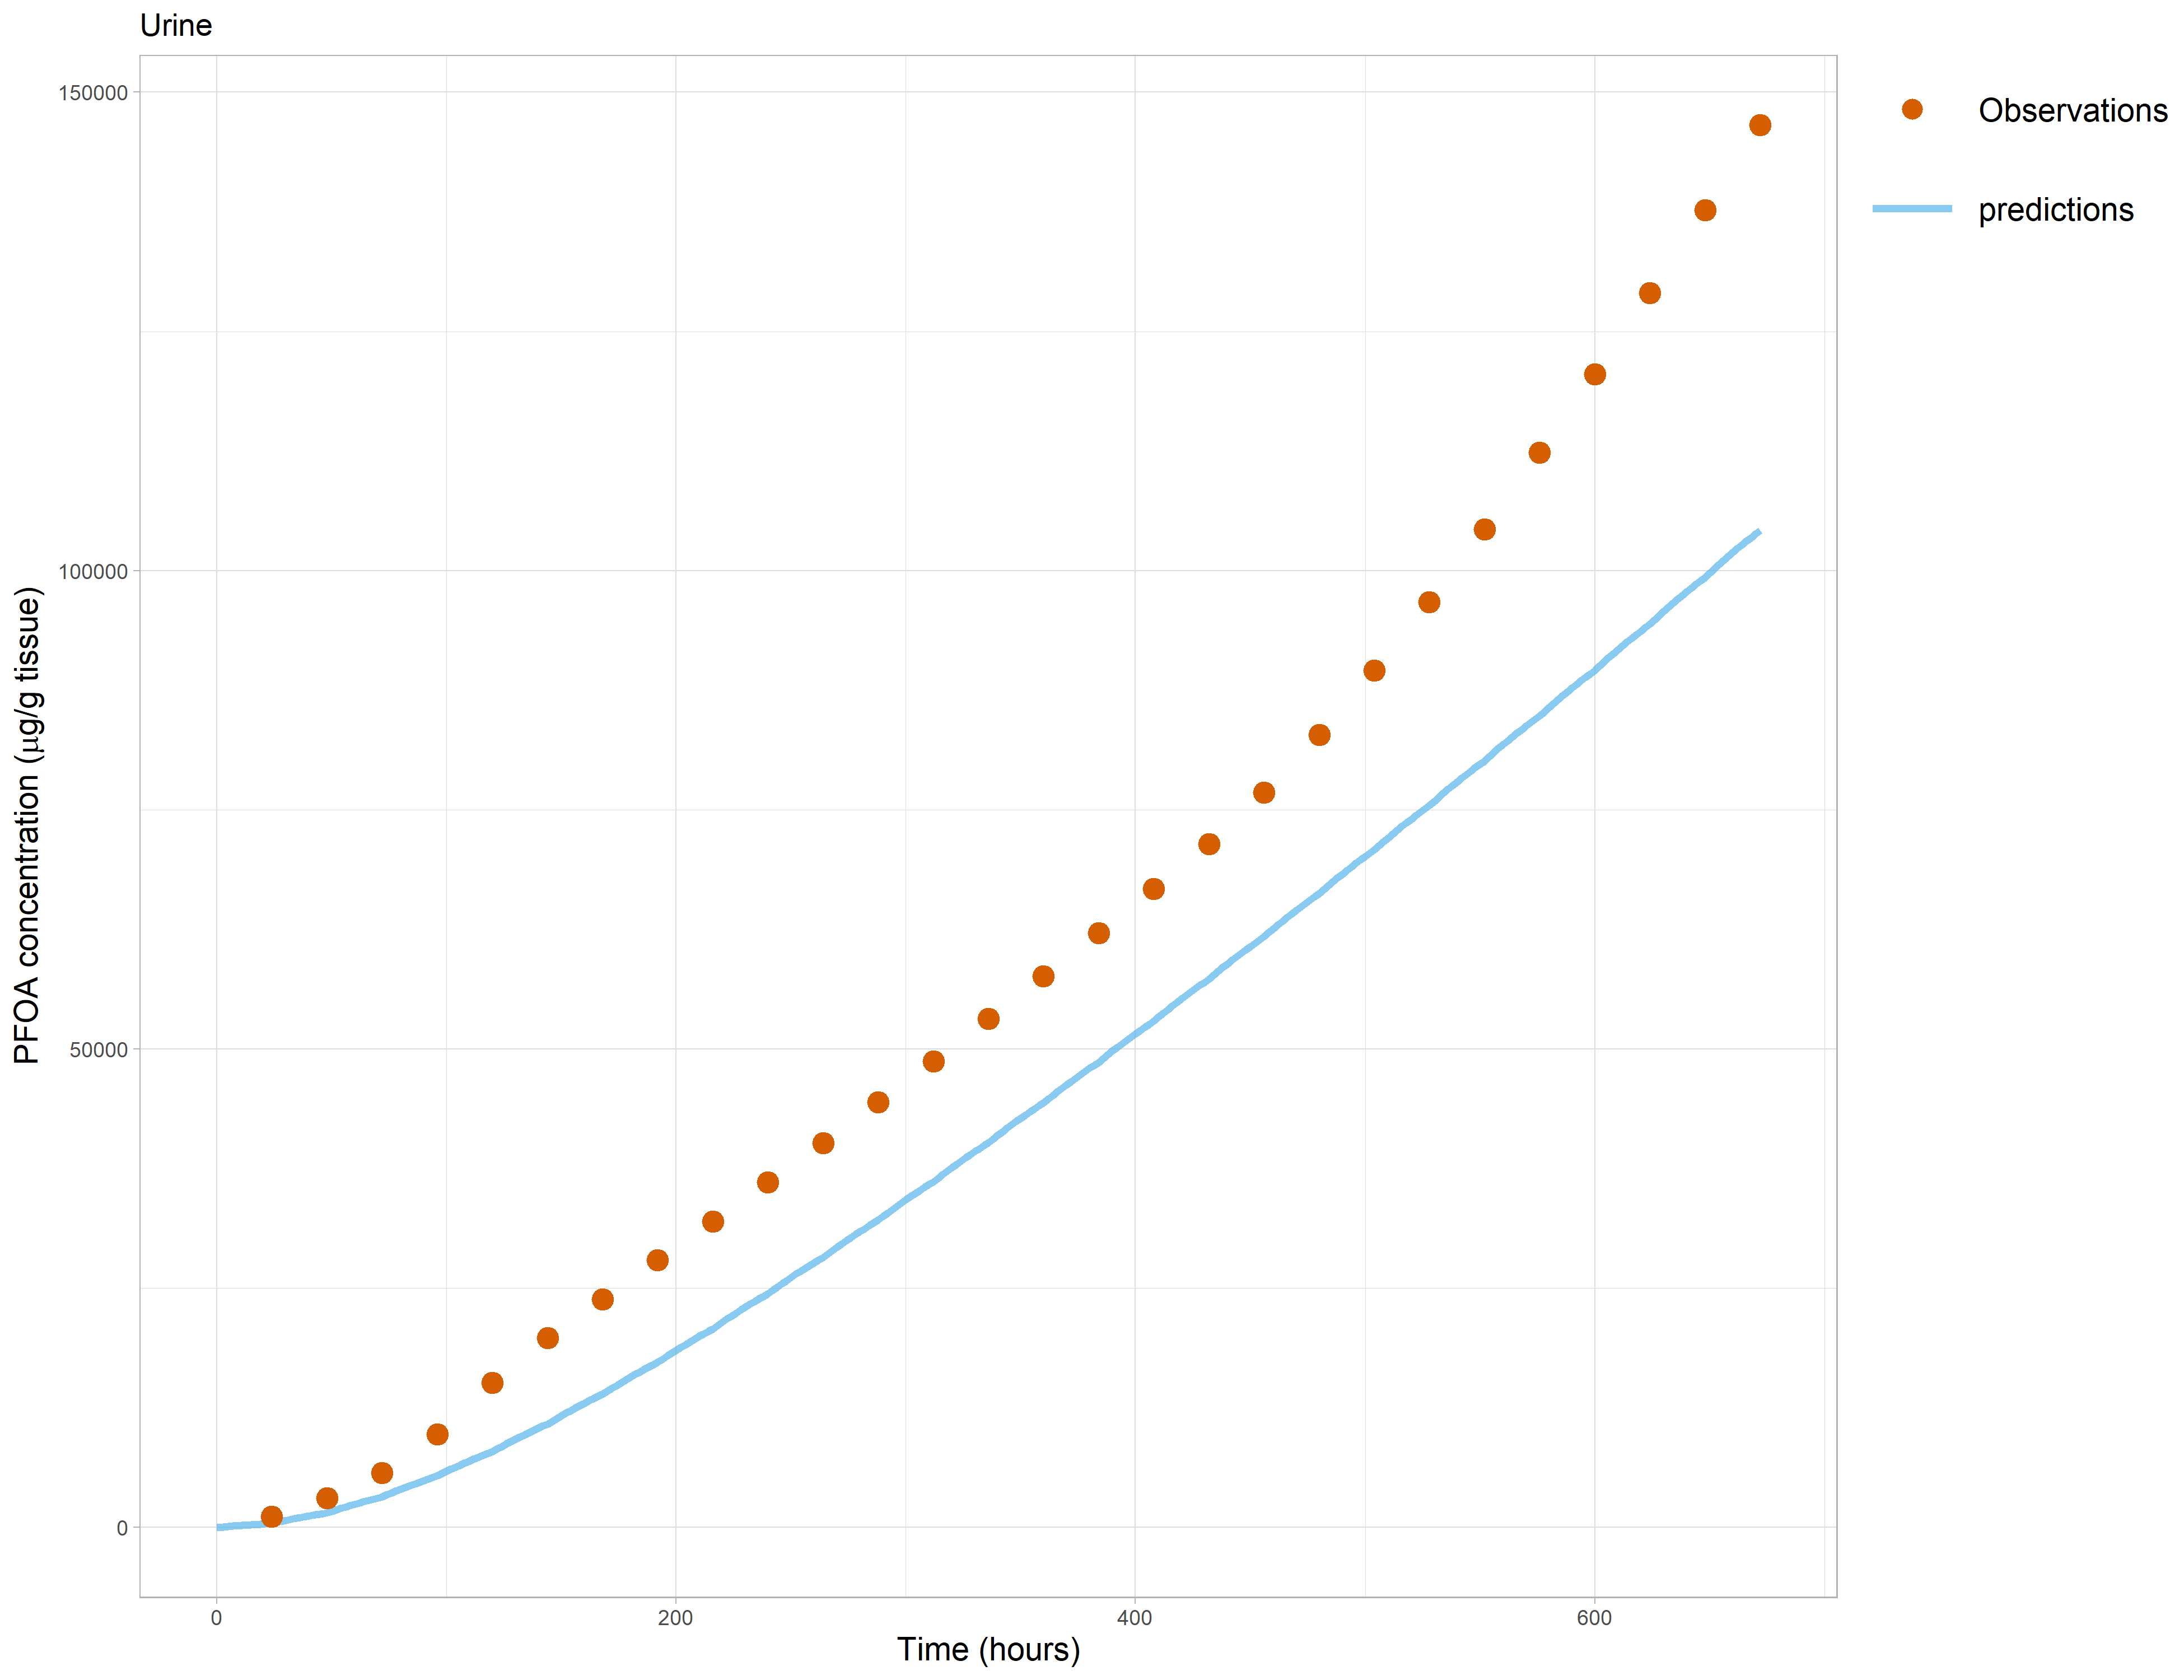 Urine
150000
100000
50000
0
PFOA concentration (μg/g tissue)
0
200
400
600
Time (hours)
Observations
predictions